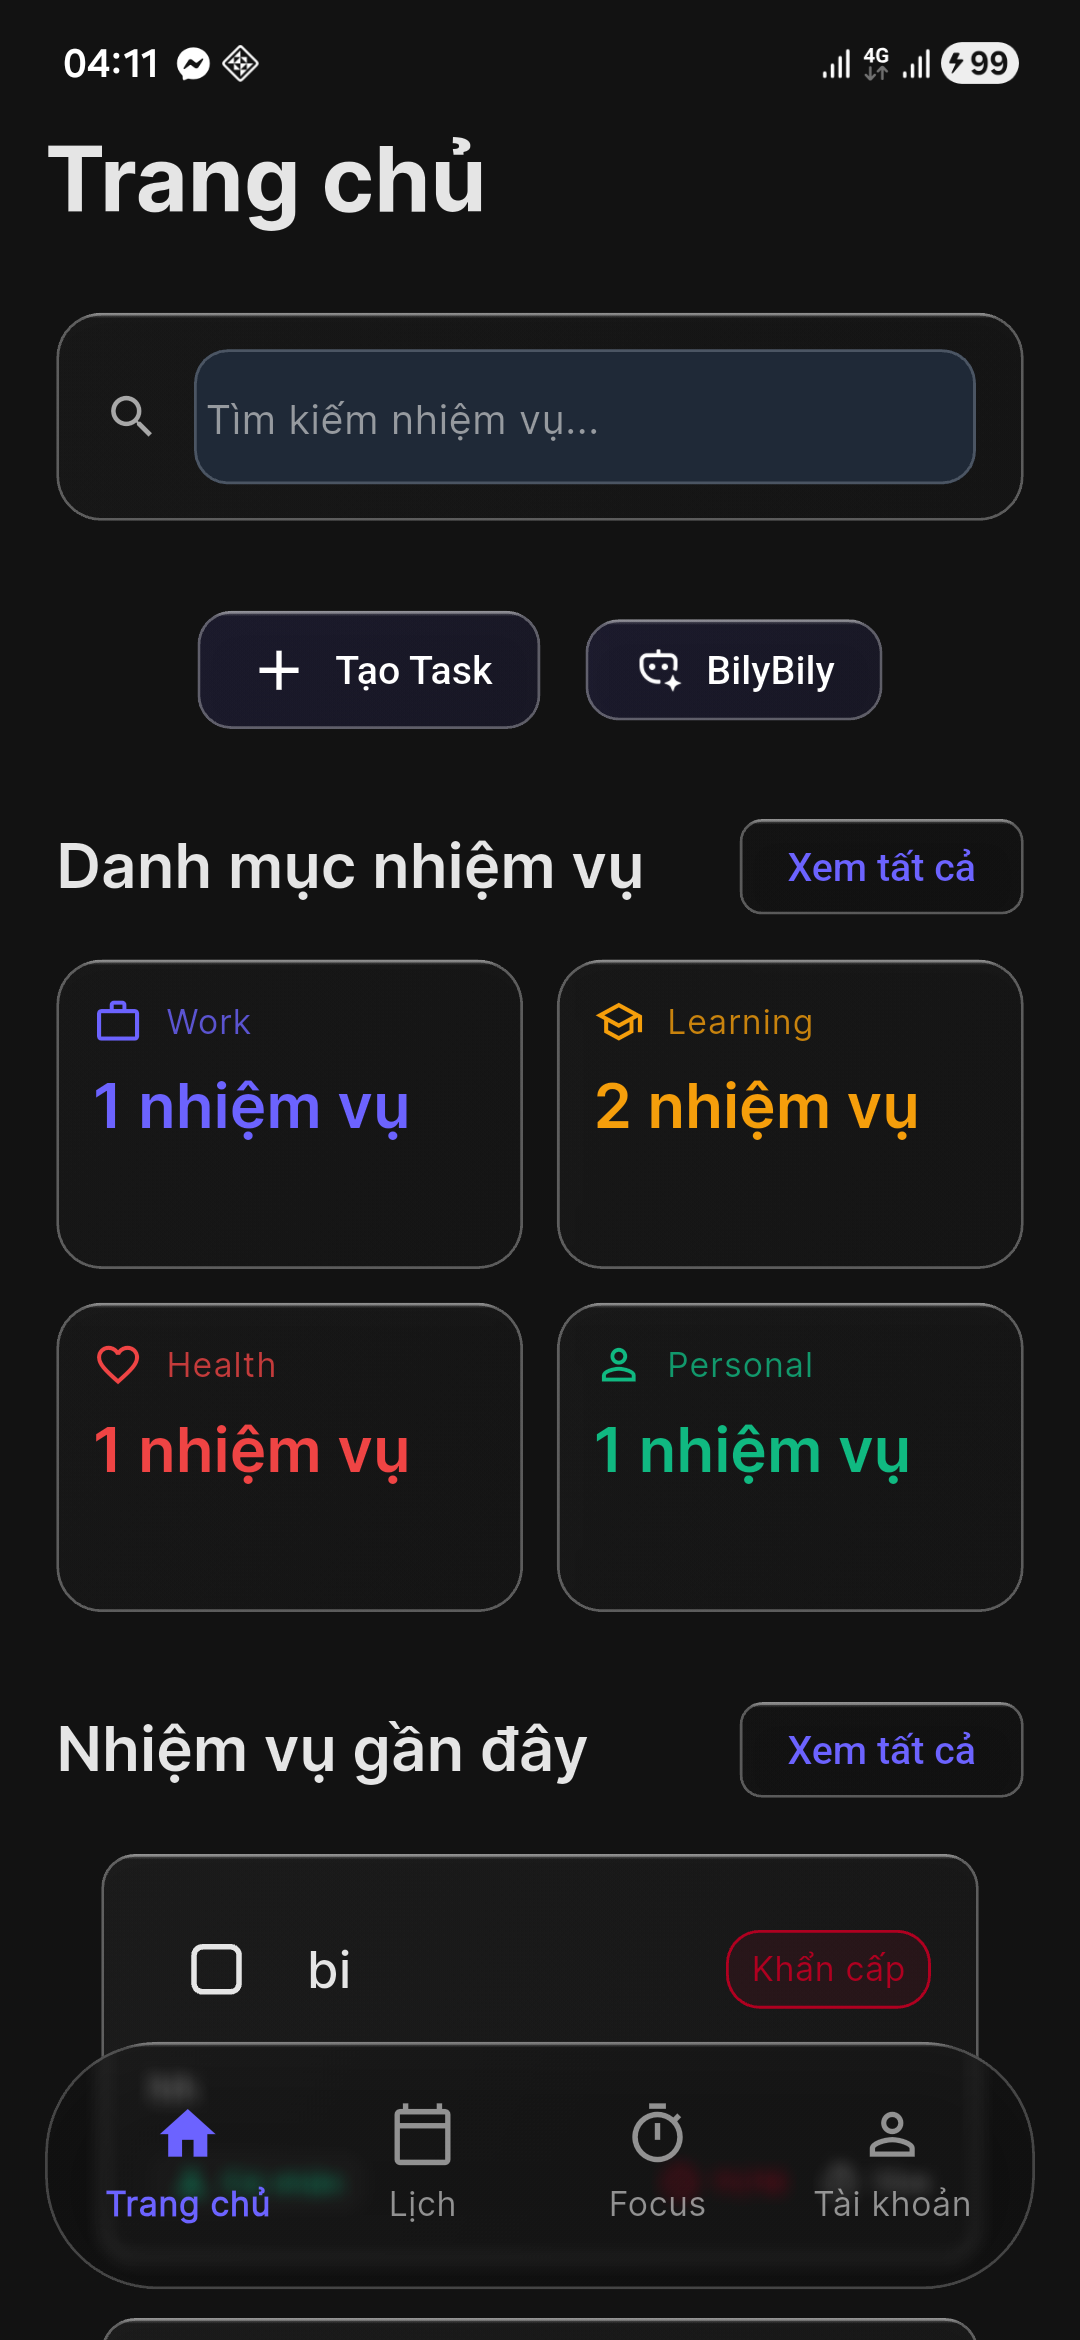 04:11
4G
99
Trang chủ
Tìm kiếm nhiệm vụ...
Tạo Task
BilyBily
Danh mục nhiệm vụ
Xem tất cả
Work
1 nhiệm vụ
Learning
2 nhiệm vụ
Health
1 nhiệm vụ
Personal
1 nhiệm vụ
Nhiệm vụ gần đây
Xem tất cả
bi
Khẩn cấp
Trang chủ
Lịch
Focus
Tài khoản